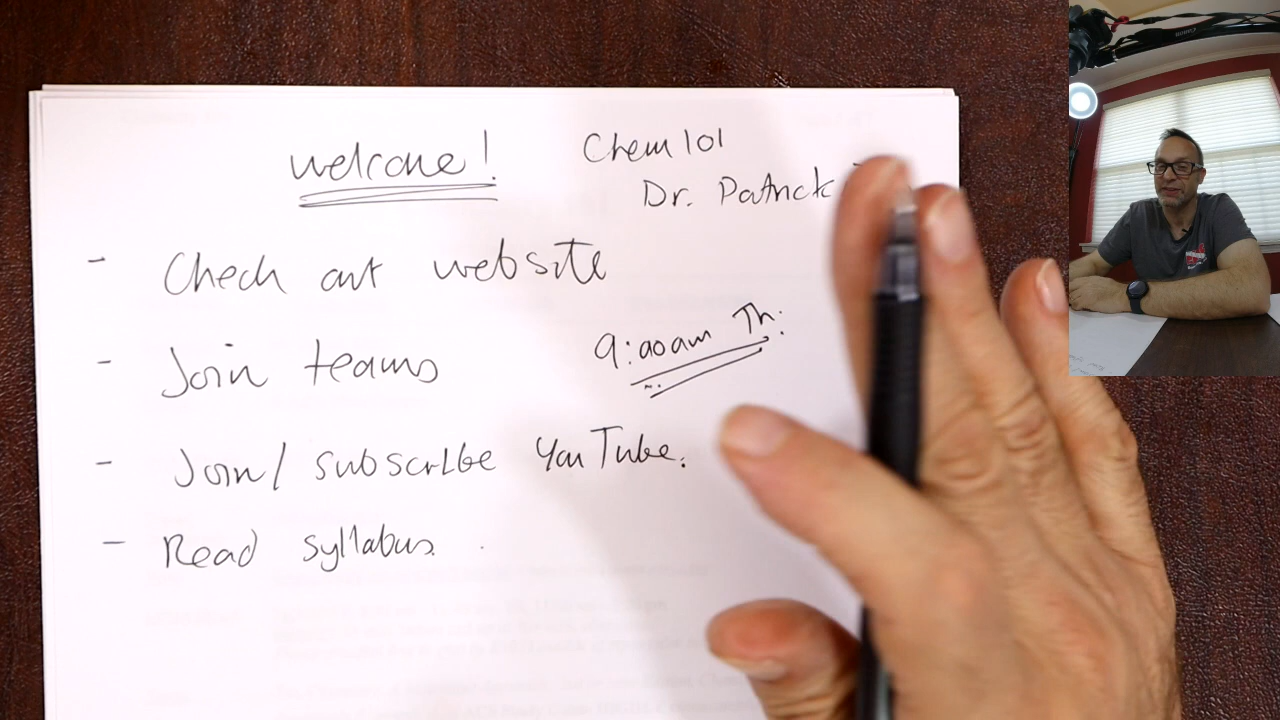 welcome!
Chem 101
Dr. Patrick
- Check out website
- Join teams
9:00am Th:
- Join/ subscribe YouTube.
- Read syllabus.